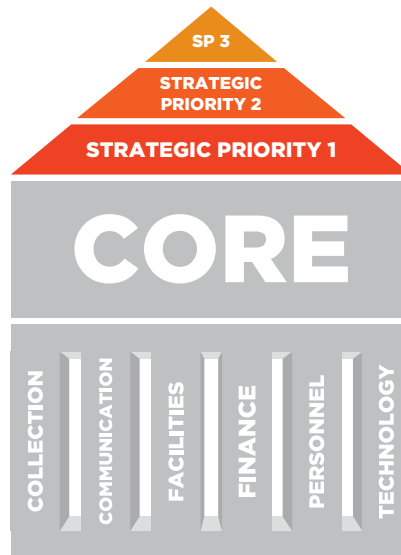 SP 3
STRATEGIC
PRIORITY 2
STRATEGIC PRIORITY 1
CORE
COLLECTION
COMMUNICATION
FACILITIES
FINANCE
PERSONNEL
TECHNOLOGY